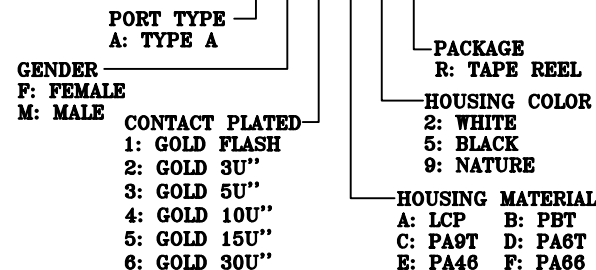 PORT TYPE
A: TYPE A
GENDER
F: FEMALE
M: MALE
CONTACT PLATED
1: GOLD FLASH
2: GOLD 3U"
3: GOLD 5U"
4: GOLD 10U"
5: GOLD 15U"
6: GOLD 30U"
PACKAGE
R: TAPE REEL
HOUSING COLOR
2: WHITE
5: BLACK
9: NATURE
HOUSING MATERIAL
A: LCP B: PBT
C: PA9T D: PA6T
E: PA46 F: PA66